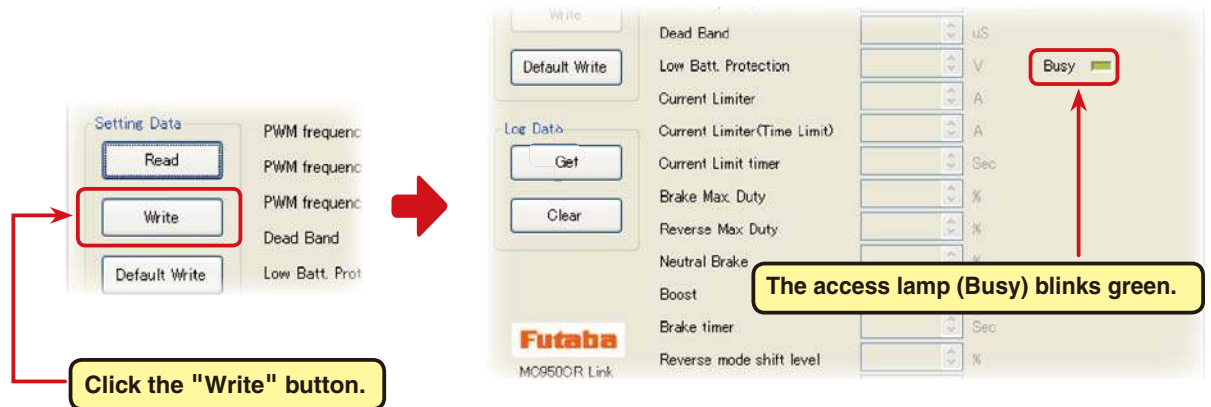 Setting Data
Read
Write
Default Write
PWM frequenc
PWM frequenc
PWM frequenc
Dead Band
Low Batt. Prot
Click the "Write" button.
Write
Default Write
Log Data
Get
Clear
Futaba
MC950CR Link
Dead Band uS
Low Batt. Protection V
Current Limiter A
Current Limiter(Time Limit) A
Current Limit timer Sec
Brake Max. Duty %
Reverse Max Duty %
Neutral Brake %
Boost
Brake timer Sec
Reverse mode shift level %
Busy
The access lamp (Busy) blinks green.